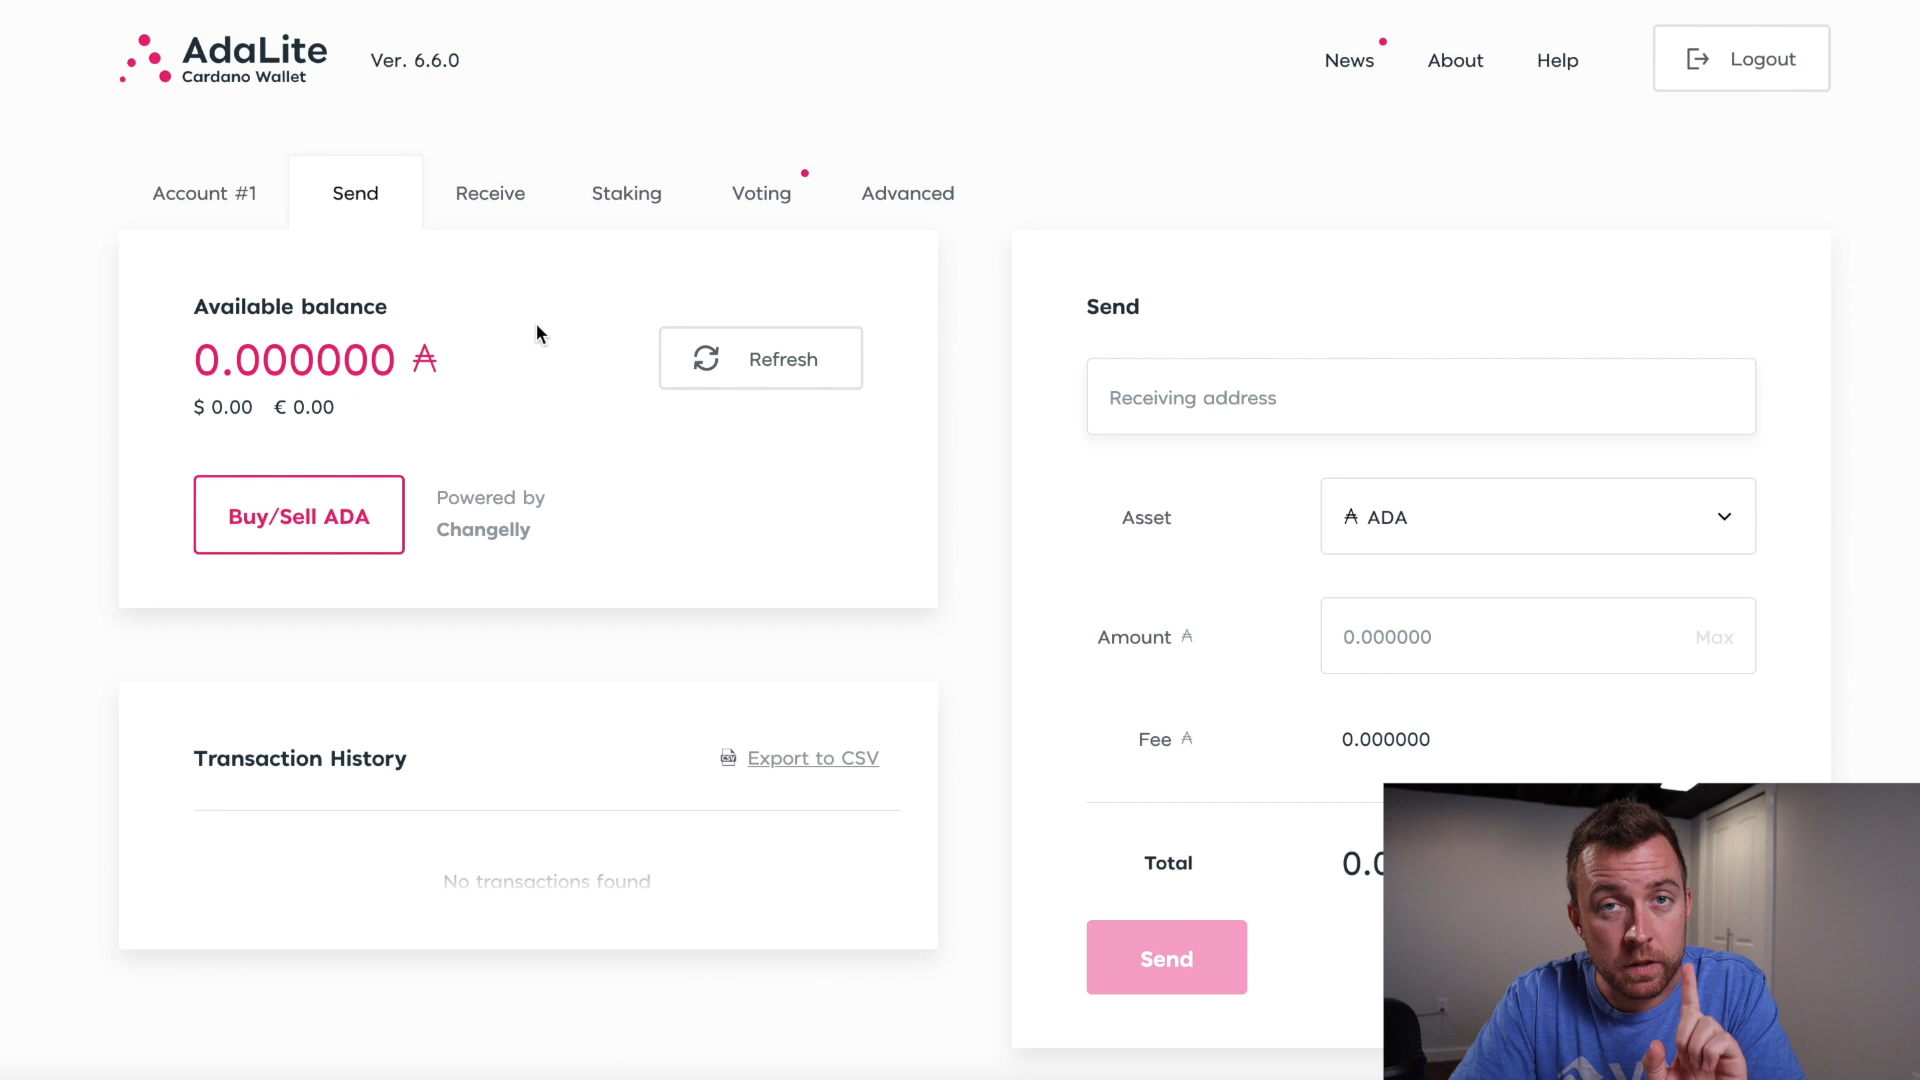 AdaLite
Cardano Wallet
Ver. 6.6.0
News
About
Help
Logout
Account #1
Send
Receive
Staking
Voting
Advanced
Available balance
0.000000 ₳
$ 0.00 € 0.00
Refresh
Buy/Sell ADA
Powered by
Changelly
Transaction History
CSV
Export to CSV
No transactions found
Send
Receiving address
Asset
₳ ADA
Amount ₳
0.000000
Max
Fee ₳
0.000000
Total
Send